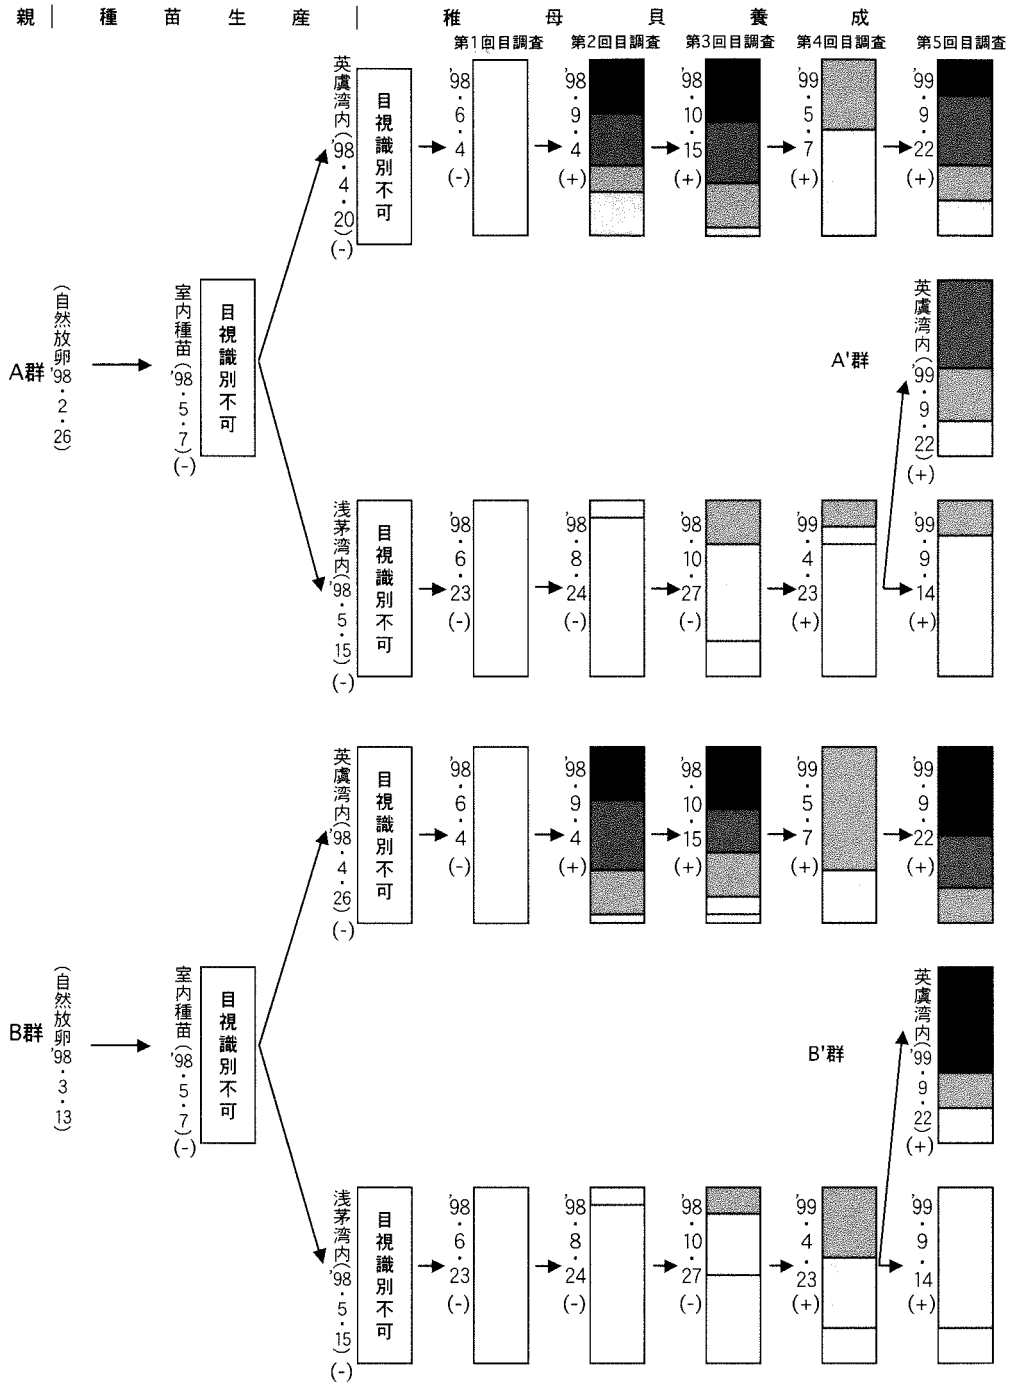 親 | 種 苗 生 産 | 稚 母 貝 養 成
第1回目調査 第2回目調査 第3回目調査 第4回目調査 第5回目調査
英虞湾内('98・4・20)(-)
目視識別不可
'98・6・4(-)
'98・9・4(+)
'98・10・15(+)
'99・5・7(+)
'99・9・22(+)
A群
(自然放卵'98・2・26)
室内種苗('98・5・7)(-)
目視識別不可
A'群
英虞湾内('99・9・22)(+)
浅茅湾内('98・5・15)(-)
目視識別不可
'98・6・23(-)
'98・8・24(-)
'98・10・27(-)
'99・4・23(+)
'99・9・14(+)
英虞湾内('98・4・26)(-)
目視識別不可
'98・6・4(-)
'98・9・4(+)
'98・10・15(+)
'99・5・7(+)
'99・9・22(+)
B群
(自然放卵'98・3・13)
室内種苗('98・5・7)(-)
目視識別不可
B'群
英虞湾内('99・9・22)(+)
浅茅湾内('98・5・15)(-)
目視識別不可
'98・6・23(-)
'98・8・24(-)
'98・10・27(-)
'99・4・23(+)
'99・9・14(+)